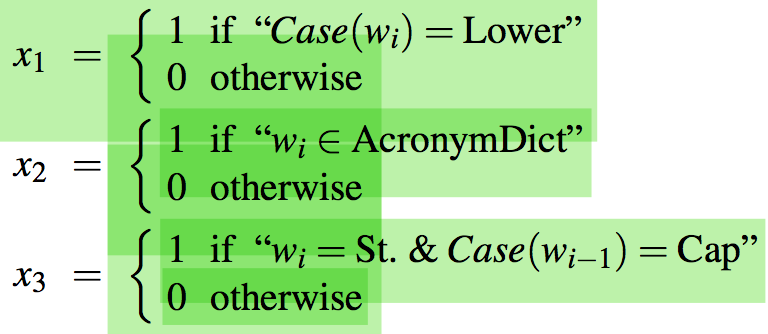 1 if “Case(wᵢ) = Lower”
x₁ = {
0 otherwise
1 if “wᵢ ∈ AcronymDict”
x₂ = {
0 otherwise
1 if “wᵢ = St. & Case(wᵢ₋₁) = Cap”
x₃ = {
0 otherwise